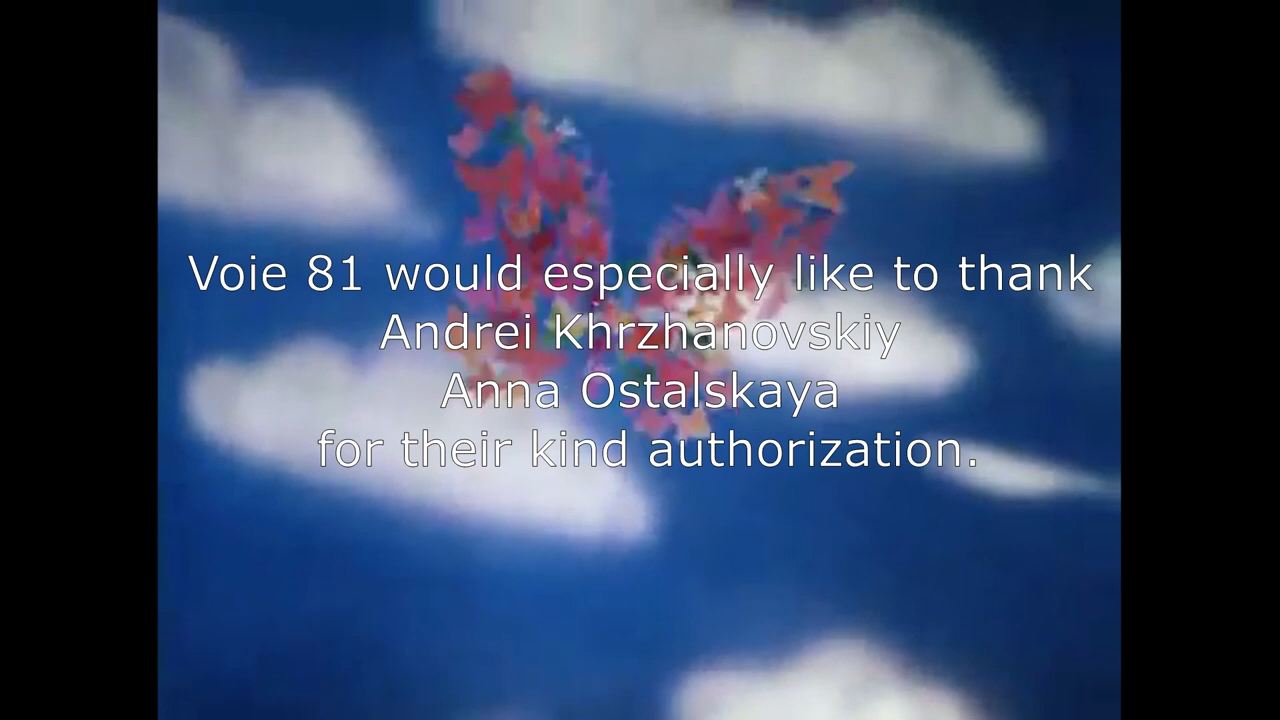 Voie 81 would especially like to thank
Andrei Khrzhanovskiy
Anna Ostalskaya
for their kind authorization.